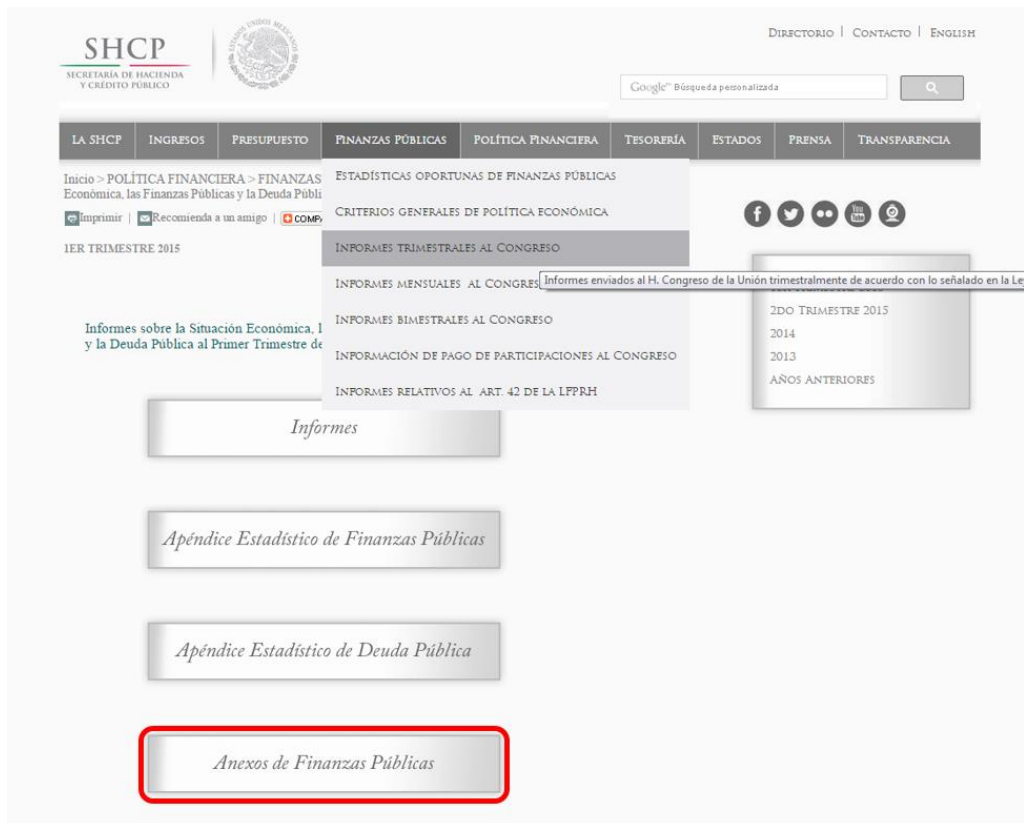 DIRECTORIO | CONTACTO | ENGLISH
SHCP
SECRETARÍA DE HACIENDA
Y CRÉDITO PÚBLICO
ESTADOS UNIDOS MEXICANOS
Google™ Búsqueda personalizada
LA SHCP INGRESOS PRESUPUESTO FINANZAS PÚBLICAS POLÍTICA FINANCIERA TESORERÍA ESTADOS PRENSA TRANSPARENCIA
Inicio > POLÍTICA FINANCIERA > FINANZAS
Económica, las Finanzas Públicas y la Deuda Públi
Imprimir | Recomienda a un amigo | COMP
1ER TRIMESTRE 2015
ESTADÍSTICAS OPORTUNAS DE FINANZAS PÚBLICAS
CRITERIOS GENERALES DE POLÍTICA ECONÓMICA
INFORMES TRIMESTRALES AL CONGRESO
INFORMES MENSUALES AL CONGRES
Informes enviados al H. Congreso de la Unión trimestralmente de acuerdo con lo señalado en la Ley
INFORMES BIMESTRALES AL CONGRESO
INFORMACIÓN DE PAGO DE PARTICIPACIONES AL CONGRESO
INFORMES RELATIVOS AL ART. 42 DE LA LFPRH
You
2DO TRIMESTRE 2015
2014
2013
AÑOS ANTERIORES
Informes sobre la Situación Económica, l
y la Deuda Pública al Primer Trimestre de
Informes
Apéndice Estadístico de Finanzas Públicas
Apéndice Estadístico de Deuda Pública
Anexos de Finanzas Públicas